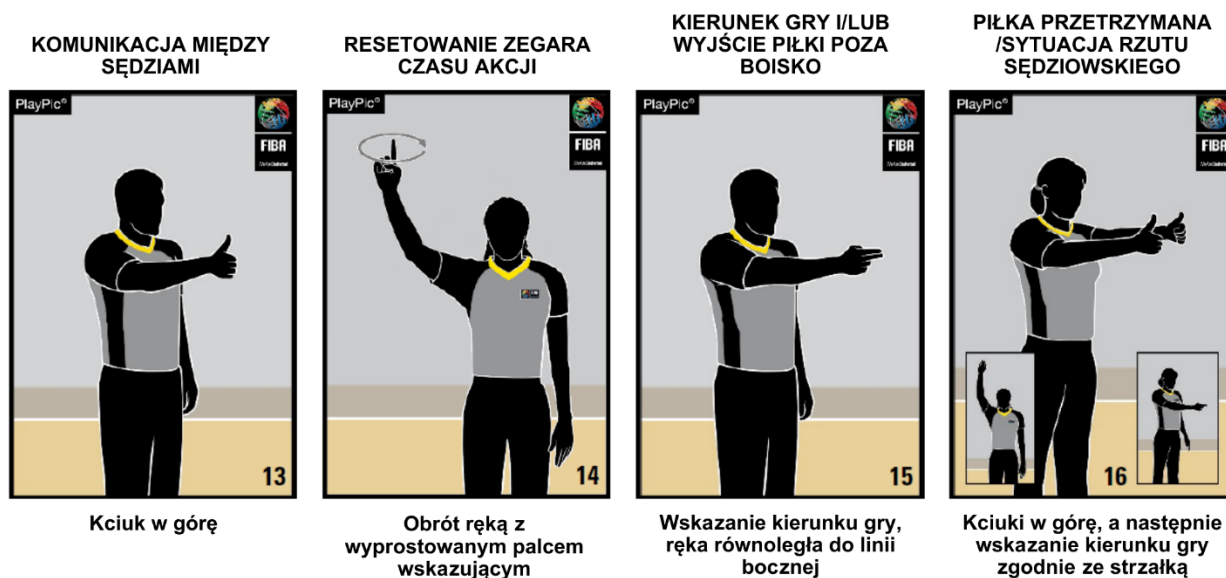 KOMUNIKACJA MIĘDZY
SĘDZIAMI
RESETOWANIE ZEGARA
CZASU AKCJI
KIERUNEK GRY I/LUB
WYJŚCIE PIŁKI POZA
BOISKO
PIŁKA PRZETRZYMANA
/SYTUACJA RZUTU
SĘDZIOWSKIEGO
PlayPic®
FIBA
13
PlayPic®
FIBA
14
PlayPic®
FIBA
15
PlayPic®
FIBA
16
Kciuk w górę
Obrót ręką z
wyprostowanym palcem
wskazującym
Wskazanie kierunku gry,
ręka równoległa do linii
bocznej
Kciuki w górę, a następnie
wskazanie kierunku gry
zgodnie ze strzałką